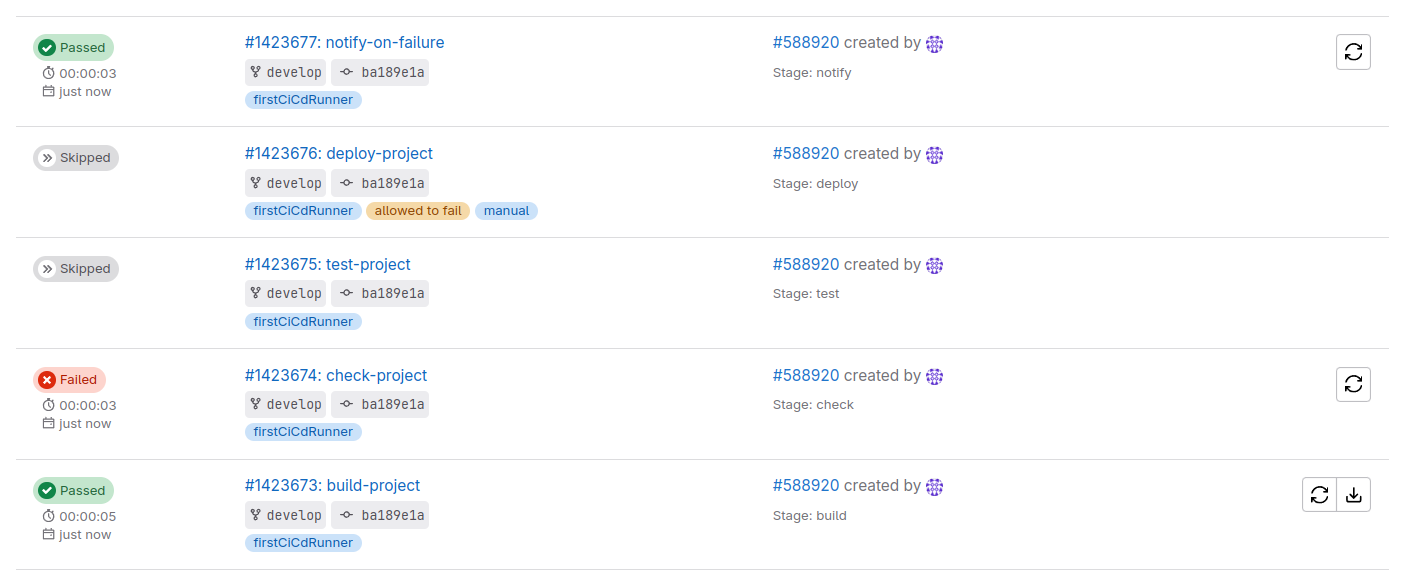 Passed
#1423677: notify-on-failure
#588920 created by
00:00:03
develop ba189e1a
Stage: notify
just now
firstCiCdRunner
Skipped
#1423676: deploy-project
#588920 created by
develop ba189e1a
Stage: deploy
firstCiCdRunner allowed to fail manual
Skipped
#1423675: test-project
#588920 created by
develop ba189e1a
Stage: test
firstCiCdRunner
Failed
#1423674: check-project
#588920 created by
00:00:03
develop ba189e1a
Stage: check
just now
firstCiCdRunner
Passed
#1423673: build-project
#588920 created by
00:00:05
develop ba189e1a
Stage: build
just now
firstCiCdRunner